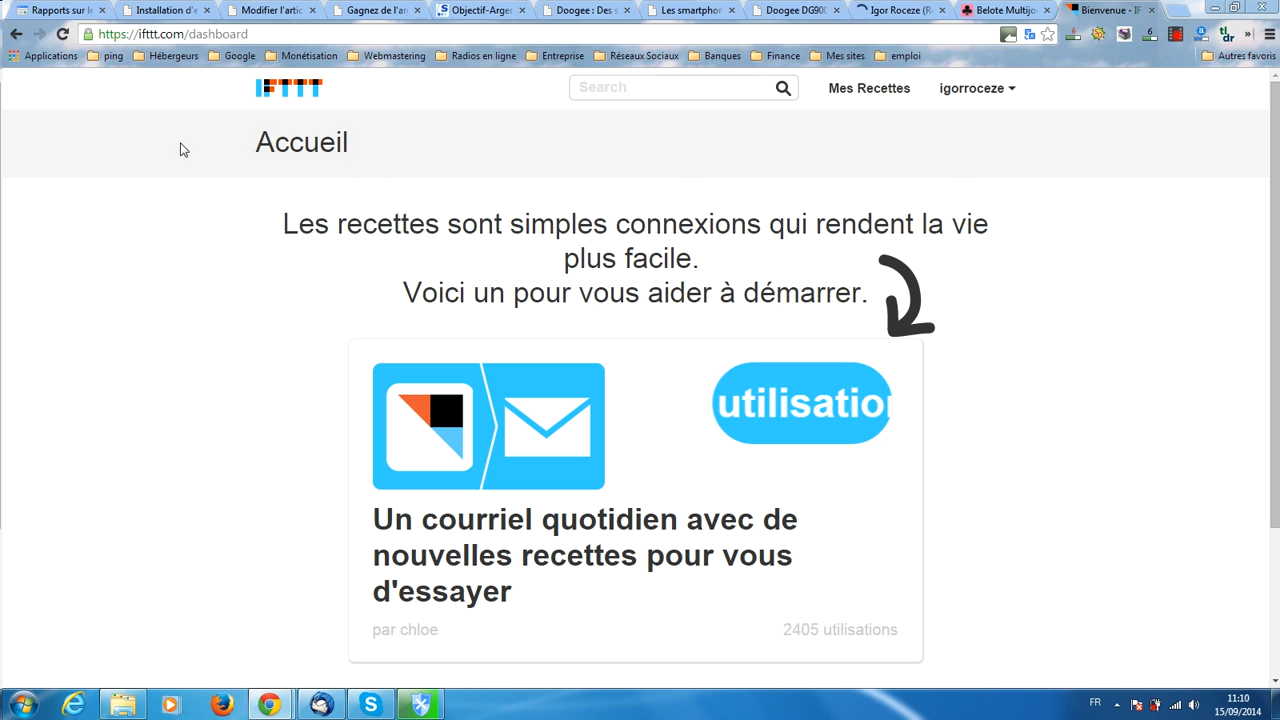 Rapports sur le
Installation d'e
Modifier l'artic
Gagnez de l'ar
Objectif-Arger
Doogee : Des s
Les smartphor
Doogee DG900
Igor Roceze (R
Belote Multijo
Bienvenue - IF
https://ifttt.com/dashboard
Applications
ping
Hébergeurs
Google
Monétisation
Webmastering
Radios en ligne
Entreprise
Réseaux Sociaux
Banques
Finance
Mes sites
emploi
Autres favoris
IFTTT
Search
Mes Recettes
igorroceze
Accueil
Les recettes sont simples connexions qui rendent la vie
plus facile.
Voici un pour vous aider à démarrer.
utilisation
Un courriel quotidien avec de
nouvelles recettes pour vous
d'essayer
par chloe
2405 utilisations
FR
11:10
15/09/2014